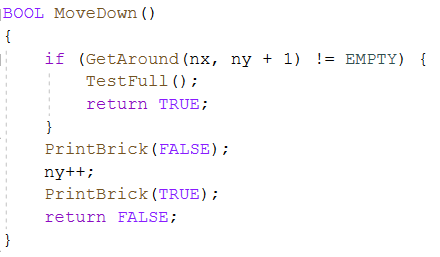 BOOL MoveDown()
{
    if (GetAround(nx, ny + 1) != EMPTY) {
        TestFull();
        return TRUE;
    }
    PrintBrick(FALSE);
    ny++;
    PrintBrick(TRUE);
    return FALSE;
}